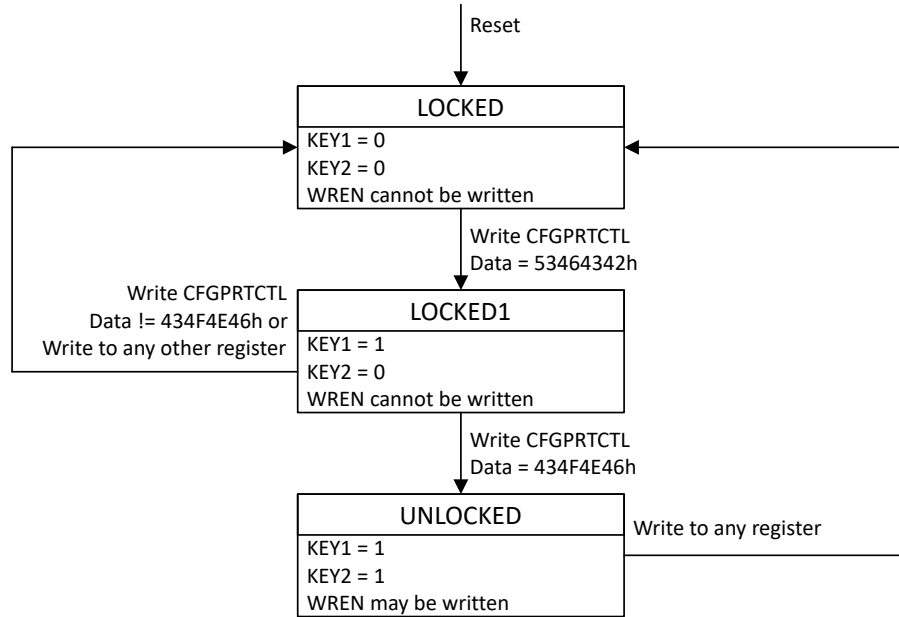 Reset
LOCKED
KEY1 = 0
KEY2 = 0
WREN cannot be written
Write CFGPRTCTL
Data = 53464342h
Write CFGPRTCTL
Data != 434F4E46h or
Write to any other register
LOCKED1
KEY1 = 1
KEY2 = 0
WREN cannot be written
Write CFGPRTCTL
Data = 434F4E46h
UNLOCKED
KEY1 = 1
KEY2 = 1
WREN may be written
Write to any register